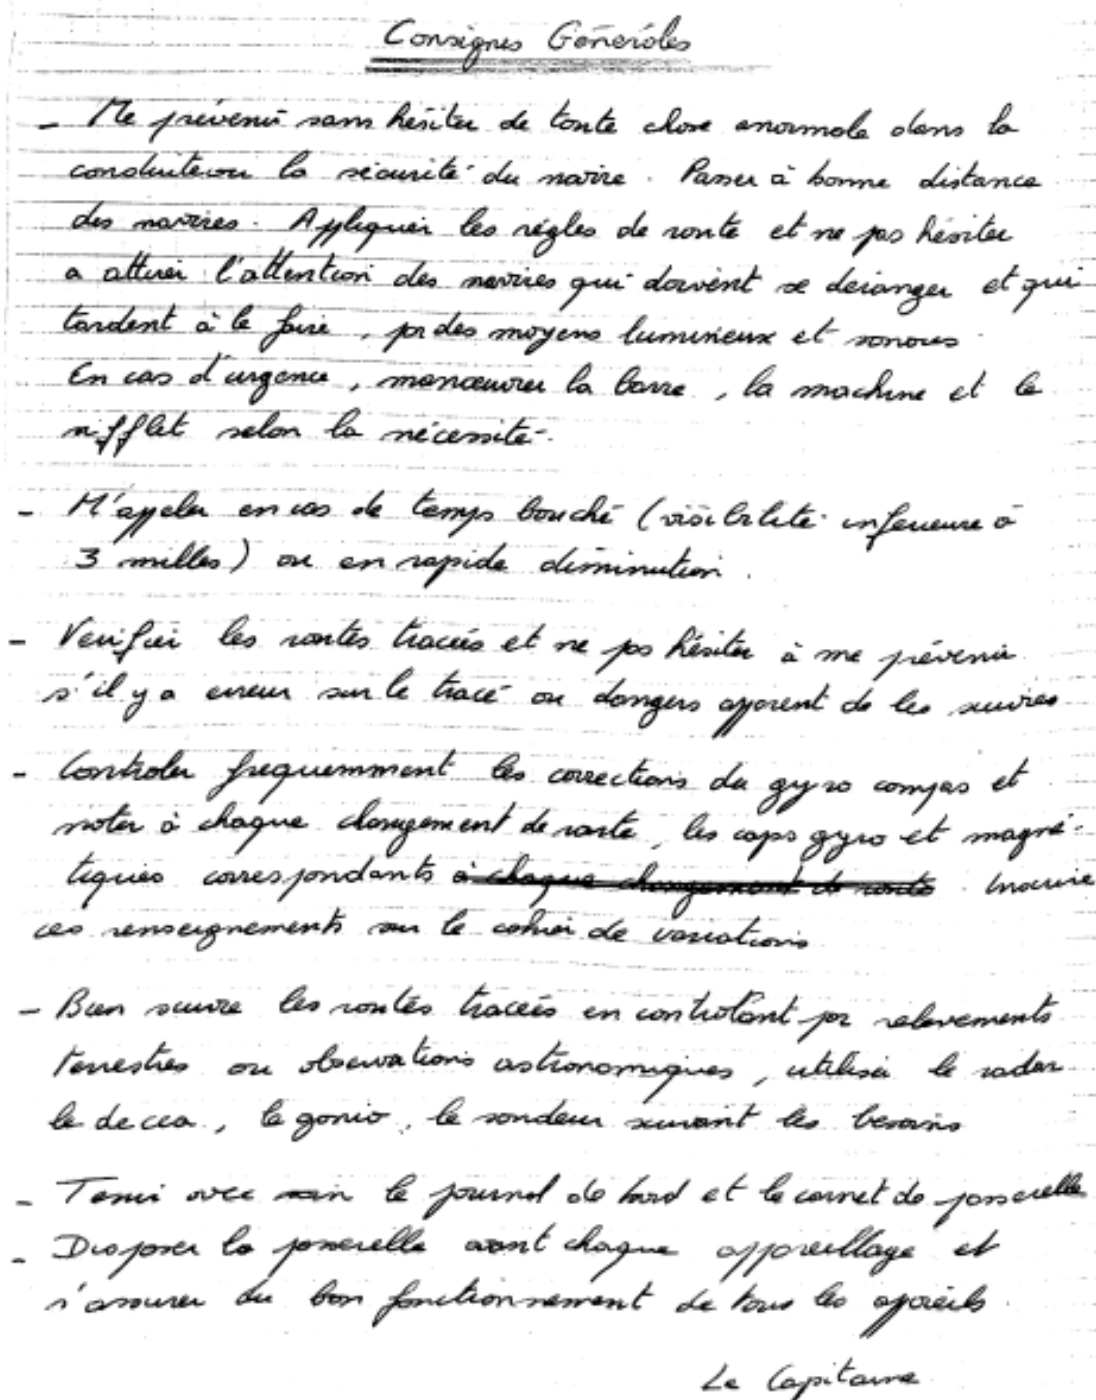 Consignes Générales
- Me prévenir sans hésiter de toute chose anormale dans la
conduite ou la sécurité du navire. Passer à bonne distance
des navires. Appliquer les règles de route et ne pas hésiter
a attirer l'attention des navires qui doivent se déranger et qui
tardent à le faire, par des moyens lumineux et sonores.
En cas d'urgence, manœuvrer la barre, la machine et le
sifflet selon la nécessité.
- M'appeler en cas de temps bouché (visibilité inférieure à
3 milles) ou en rapide diminution.
- Vérifier les routes tracées et ne pas hésiter à me prévenir
s'il y a erreur sur le tracé ou dangers apparent de les suivres
- Controler frequemment les corrections du gyro compas et
noter à chaque changement de route, les caps gyro et magné-
tiques correspondants à chaque changement de route. Inscrire
ces renseignements sur le cahier de variations
- Bien suivre les routes tracées en controlant par relevements
terrestres ou observations astronomiques, utiliser le radar
le decca, le gonio, le sondeur suivant les besoins
- Tenir avec soin le journal de bord et le carnet de passerelle
- Disposer la passerelle avant chaque appareillage et
s'assurer du bon fonctionnement de tous les appareils.
Le Capitaine